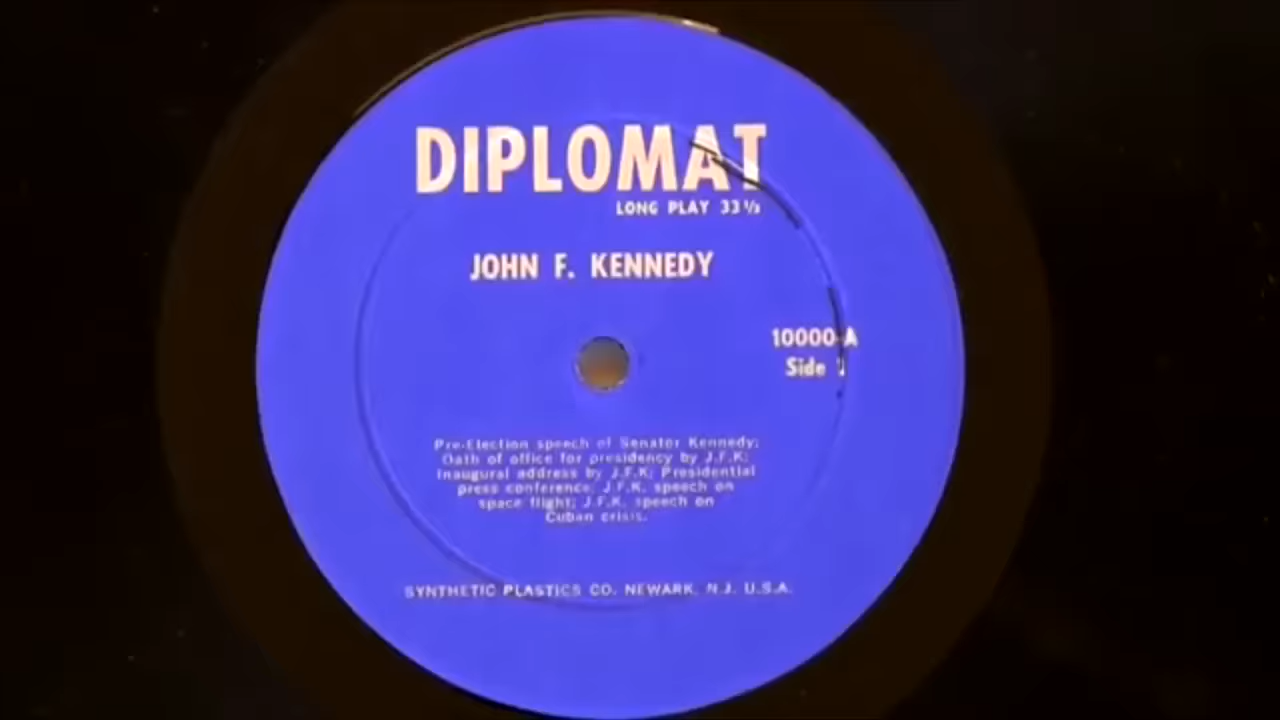 DIPLOMAT
LONG PLAY 33⅓
JOHN F. KENNEDY
10000-A
Side 1
Pre-Election speech of Senator Kennedy;
Oath of office for presidency by J.F.K;
Inaugural address by J.F.K; Presidential
press conference; J.F.K. speech on
space flight; J.F.K. speech on
Cuban crisis.
SYNTHETIC PLASTICS CO. NEWARK, N.J. U.S.A.